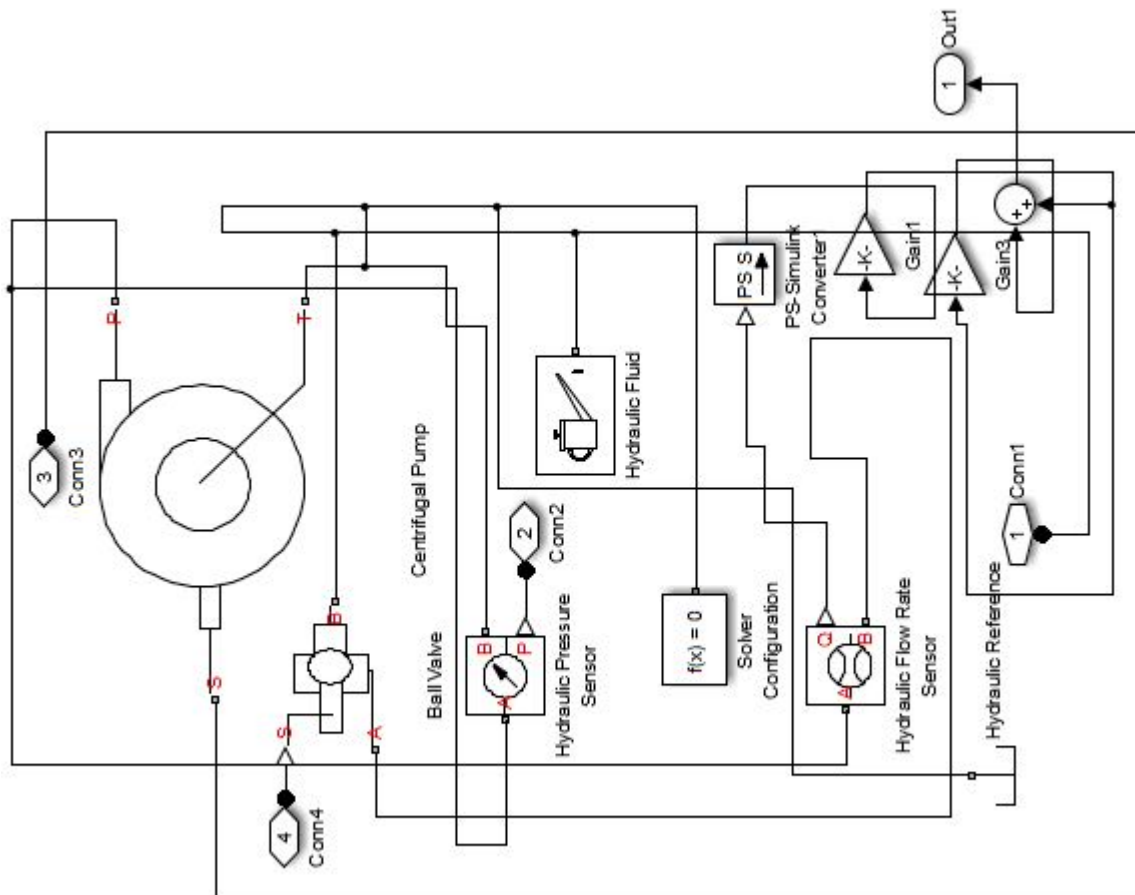 3
Conn3
P
S
T
4
S
Conn4
B
A
Centrifugal Pump
Ball Valve
B
A
P
2
Hydraulic Pressure
Sensor
Conn2
Hydraulic Fluid
f(x) = 0
Solver
Configuration
PS S
PS-Simulink
Converter1
Q
A
B
-K-
Hydraulic Flow Rate
Sensor
Gain1
-K-
Hydraulic Reference
Gain3
1
Conn1
+
+
1
Out1